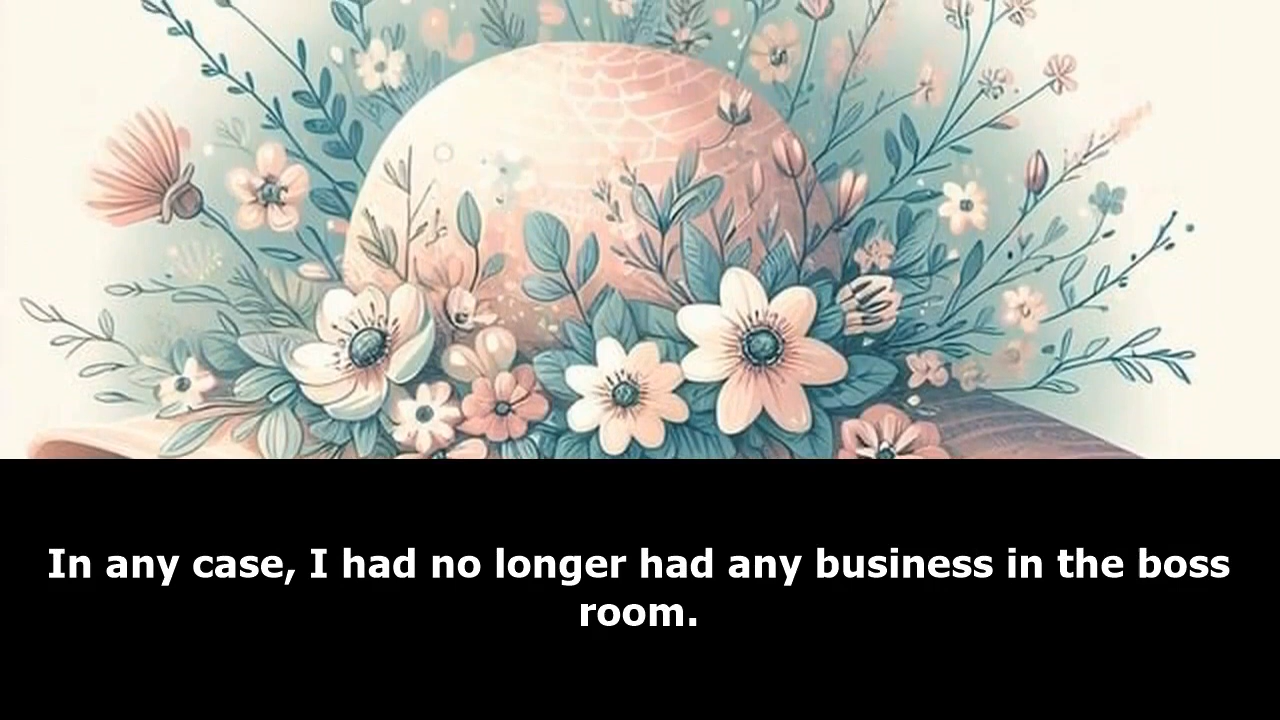 In any case, I had no longer had any business in the boss
room.